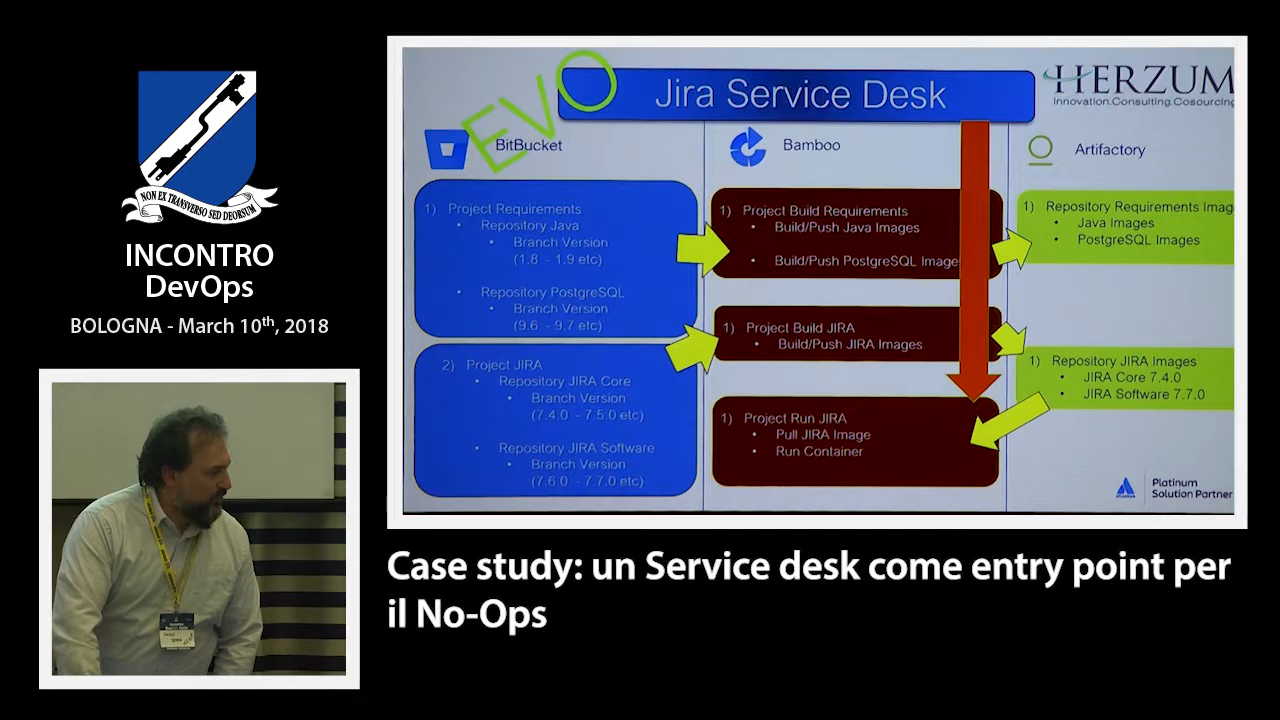 NON EX TRANSVERSO SED DEORSUM
INCONTRO
DevOps
BOLOGNA - March 10th, 2018
EVO
Jira Service Desk
HERZUM
Innovation.Consulting.Cosourcing
BitBucket
1) Project Requirements
• Repository Java
• Branch Version
(1.8 - 1.9 etc)
• Repository PostgreSQL
• Branch Version
(9.6 - 9.7 etc)
2) Project JIRA
• Repository JIRA Core
• Branch Version
(7.4.0 - 7.5.0 etc)
• Repository JIRA Software
• Branch Version
(7.6.0 - 7.7.0 etc)
Bamboo
1) Project Build Requirements
• Build/Push Java Images
• Build/Push PostgreSQL Images
1) Project Build JIRA
• Build/Push JIRA Images
1) Project Run JIRA
• Pull JIRA Image
• Run Container
Artifactory
1) Repository Requirements Imag
• Java Images
• PostgreSQL Images
1) Repository JIRA Images
• JIRA Core 7.4.0
• JIRA Software 7.7.0
Platinum
Solution Partner
Case study: un Service desk come entry point per
il No-Ops